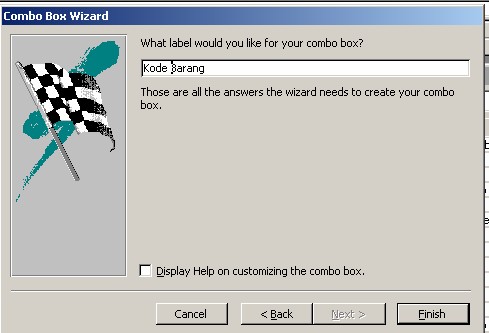 Combo Box Wizard
What label would you like for your combo box?
Kode Barang
Those are all the answers the wizard needs to create your combo
box.
Display Help on customizing the combo box.
Cancel
< Back
Next >
Finish